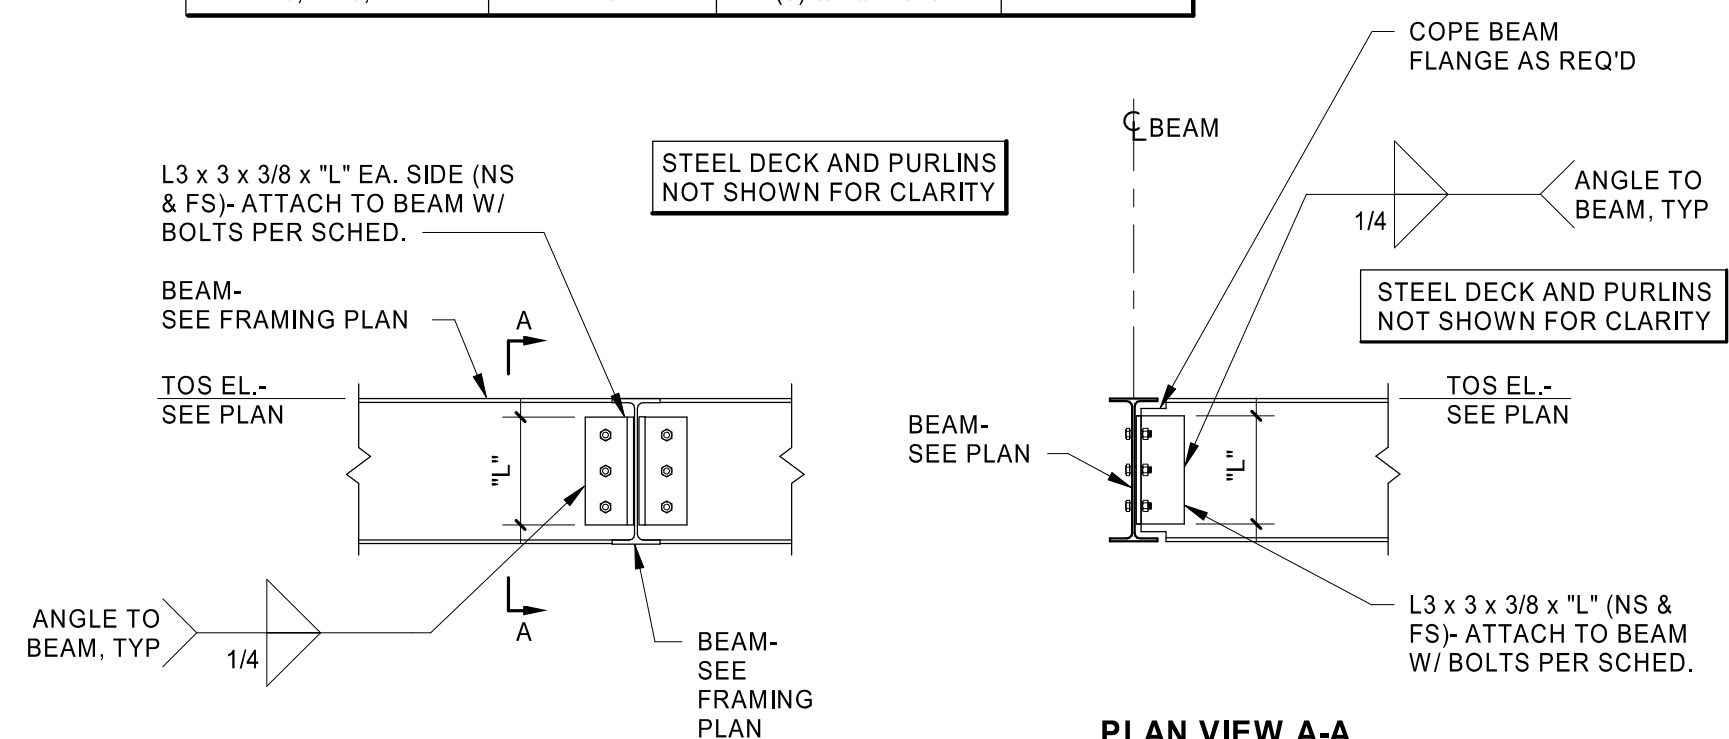 COPE BEAM
FLANGE AS REQ'D
℄ BEAM
STEEL DECK AND PURLINS
NOT SHOWN FOR CLARITY
L3 x 3 x 3/8 x "L" EA. SIDE (NS
& FS)- ATTACH TO BEAM W/
BOLTS PER SCHED.
ANGLE TO
BEAM, TYP
1/4
BEAM-
SEE FRAMING PLAN
A
STEEL DECK AND PURLINS
NOT SHOWN FOR CLARITY
TOS EL.-
SEE PLAN
"L"
BEAM-
SEE PLAN
"L"
TOS EL.-
SEE PLAN
ANGLE TO
BEAM, TYP
1/4
A
BEAM-
SEE
FRAMING
PLAN
L3 x 3 x 3/8 x "L" (NS &
FS)- ATTACH TO BEAM
W/ BOLTS PER SCHED.
PLAN VIEW A-A